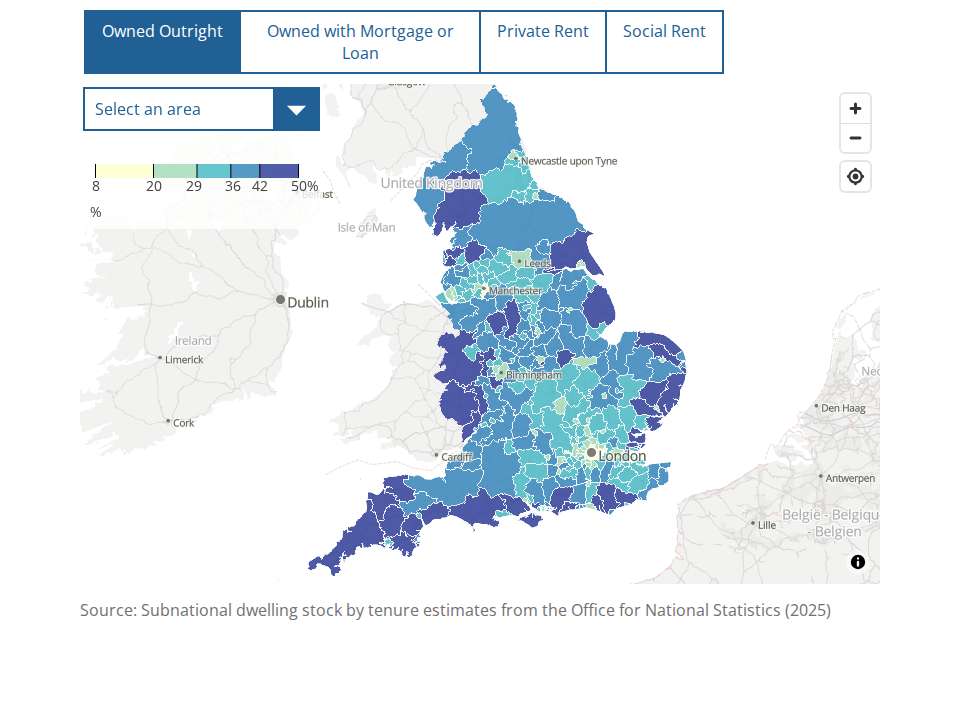 Owned Outright
Owned with Mortgage or
Loan
Private Rent
Social Rent
Select an area
8 20 29 36 42 50%
%
Newcastle upon Tyne
United Kingdom
Isle of Man
Leeds
Manchester
Dublin
Ireland
Limerick
Birmingham
Cork
Den Haag
Cardiff
London
Antwerpen
België - Belgique
- Belgien
Lille
Source: Subnational dwelling stock by tenure estimates from the Office for National Statistics (2025)